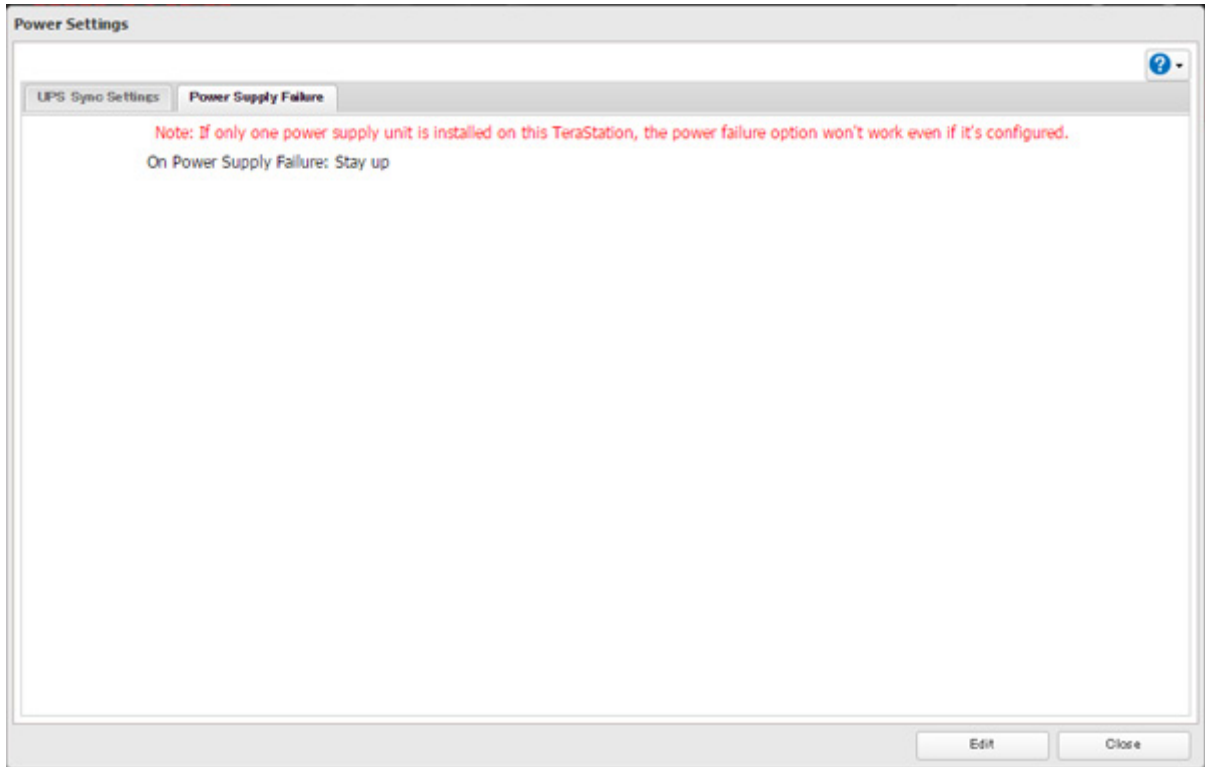 Power Settings
?
UPS Sync Settings Power Supply Failure
Note: If only one power supply unit is installed on this TeraStation, the power failure option won't work even if it's configured.
On Power Supply Failure: Stay up
Edit Close